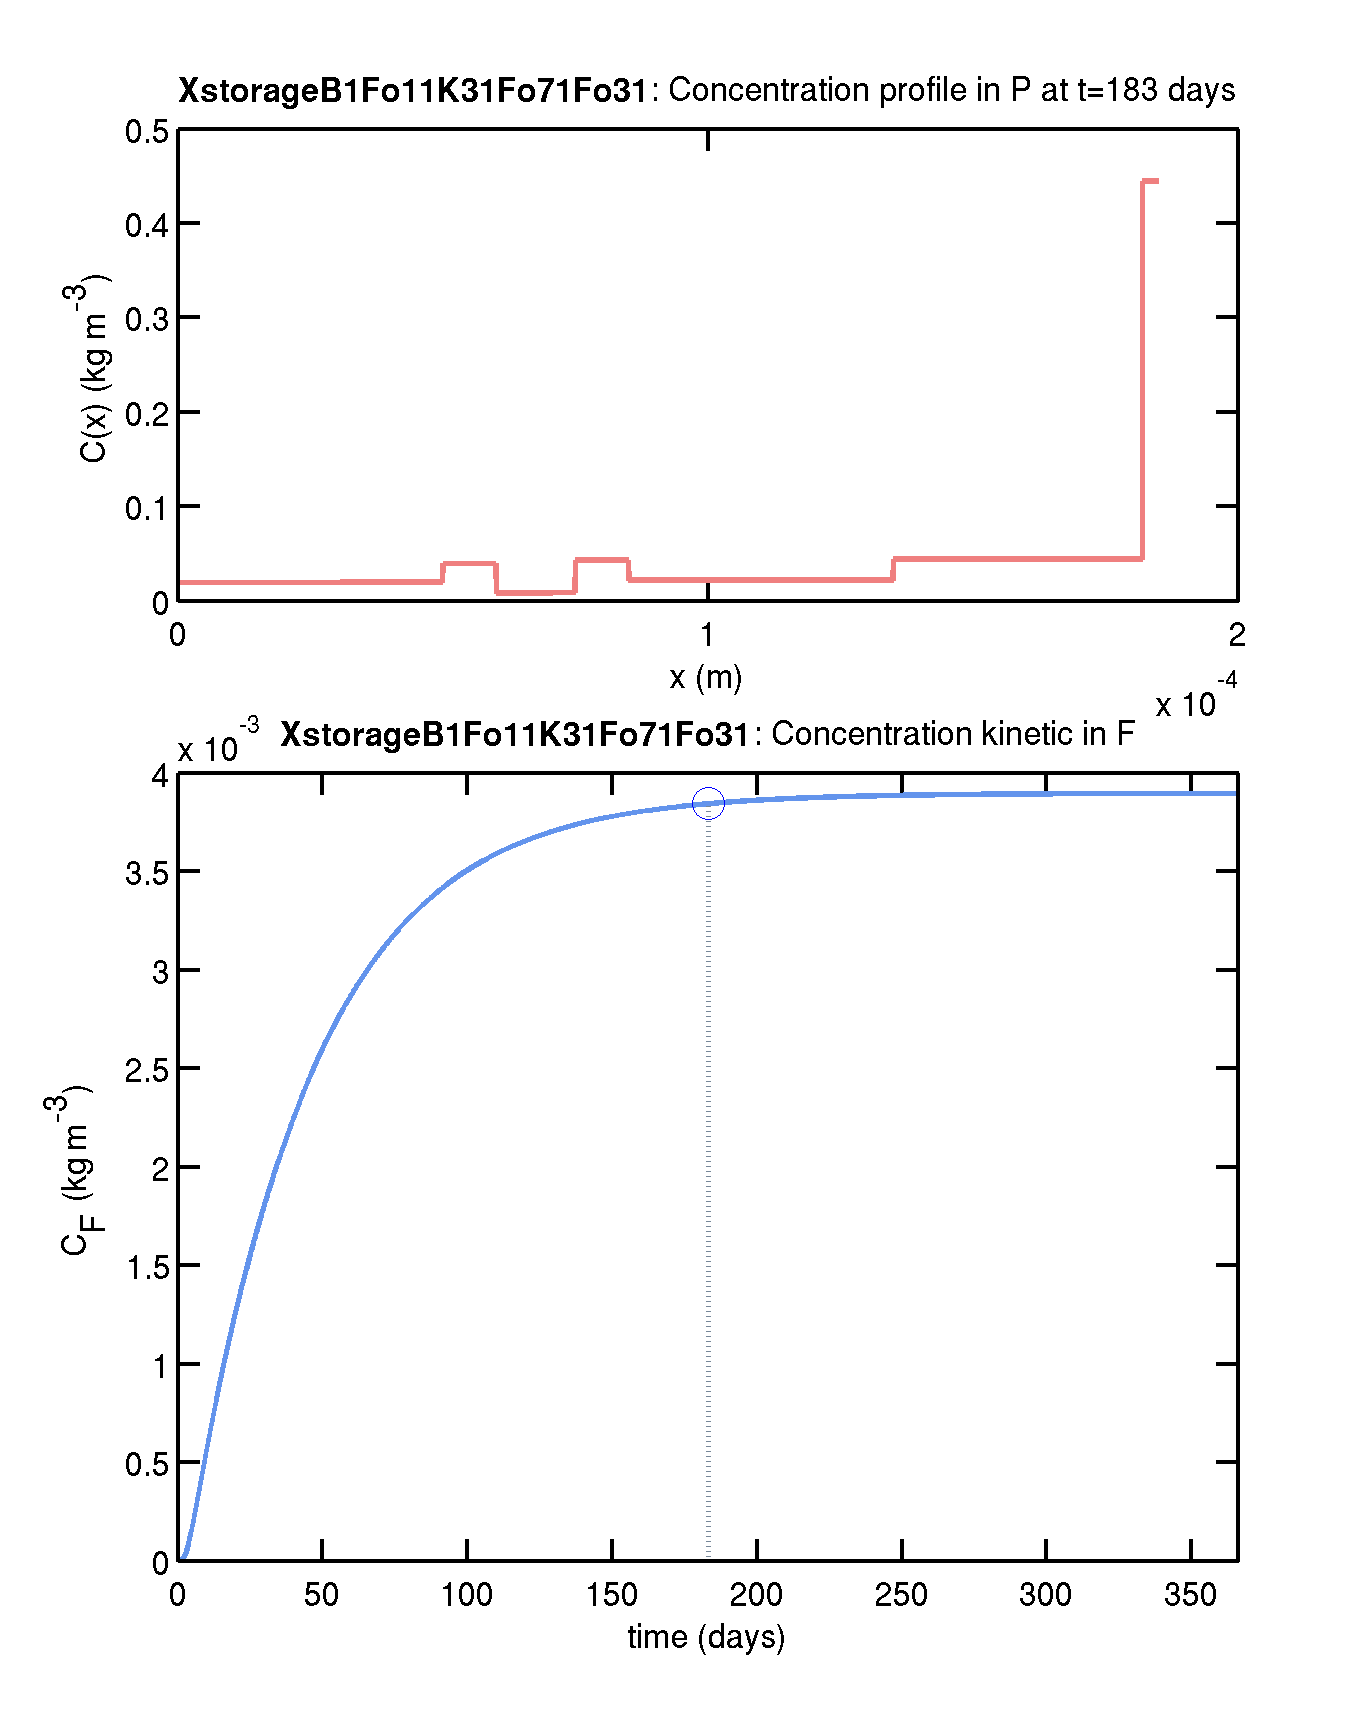 XstorageB1Fo11K31Fo71Fo31: Concentration profile in P at t=183 days
0.5
0.4
0.3
0.2
0.1
0
C(x) (kg m-3)
0 1 2
x (m)
x 10-4
x 10-3
XstorageB1Fo11K31Fo71Fo31: Concentration kinetic in F
4
3.5
3
2.5
2
1.5
1
0.5
0
CF (kg m-3)
0 50 100 150 200 250 300 350
time (days)